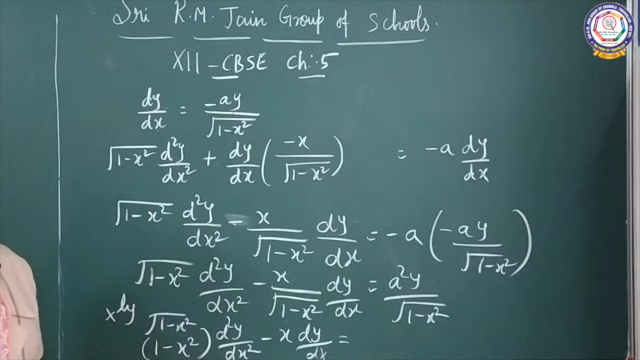 Sri R.M. Jain Group of Schools.
XII - CBSE Ch:-5
dy/dx = -ay/√1-x²
√1-x² d²y/dx² + dy/dx (-x/√1-x²) = -a dy/dx
√1-x² d²y/dx² - x/√1-x² dy/dx = -a (-ay/√1-x²)
√1-x² d²y/dx² - x/√1-x² dy/dx = a²y/√1-x²
xly √1-x²
(1-x²) d²y/dx² - x dy/dx =